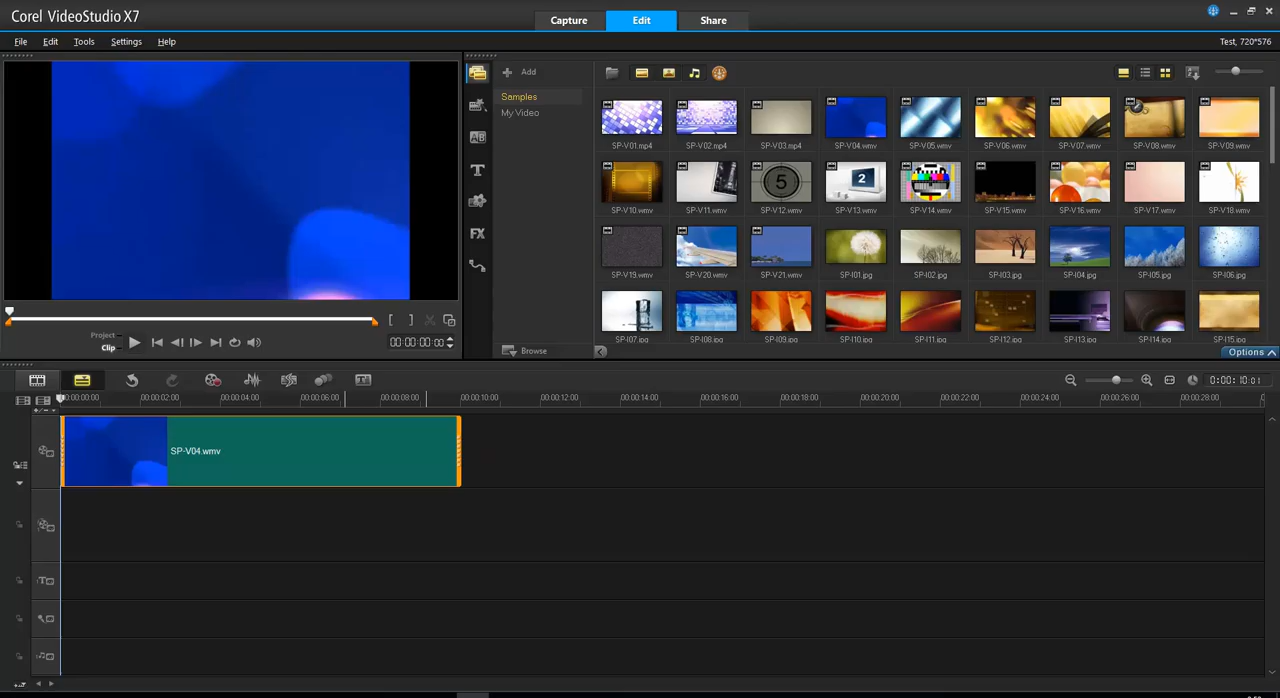 Corel VideoStudio X7
Capture
Edit
Share
File Edit Tools Settings Help
Test, 720*576
Add
Samples
My Video
SP-V01.mp4 SP-V02.mp4 SP-V03.mp4 SP-V04.wmv SP-V05.wmv SP-V06.wmv SP-V07.wmv SP-V08.wmv SP-V09.wmv
5
2
SP-V10.wmv SP-V11.wmv SP-V12.wmv SP-V13.wmv SP-V14.wmv SP-V15.wmv SP-V16.wmv SP-V17.wmv SP-V18.wmv
SP-V19.wmv SP-V20.wmv SP-V21.wmv SP-I01.jpg SP-I02.jpg SP-I03.jpg SP-I04.jpg SP-I05.jpg SP-I06.jpg
SP-I07.jpg SP-I08.jpg SP-I09.jpg SP-I10.jpg SP-I11.jpg SP-I12.jpg SP-I13.jpg SP-I14.jpg SP-I15.jpg
AB
T
FX
Browse
Options
Project
Clip
[ ]
00:00:00:00
0:00:10:01
00:00:02:00 00:00:04:00 00:00:06:00 00:00:08:00 00:00:10:00 00:00:12:00 00:00:14:00 00:00:16:00 00:00:18:00 00:00:20:00 00:00:22:00 00:00:24:00 00:00:26:00 00:00:28:00
SP-V04.wmv